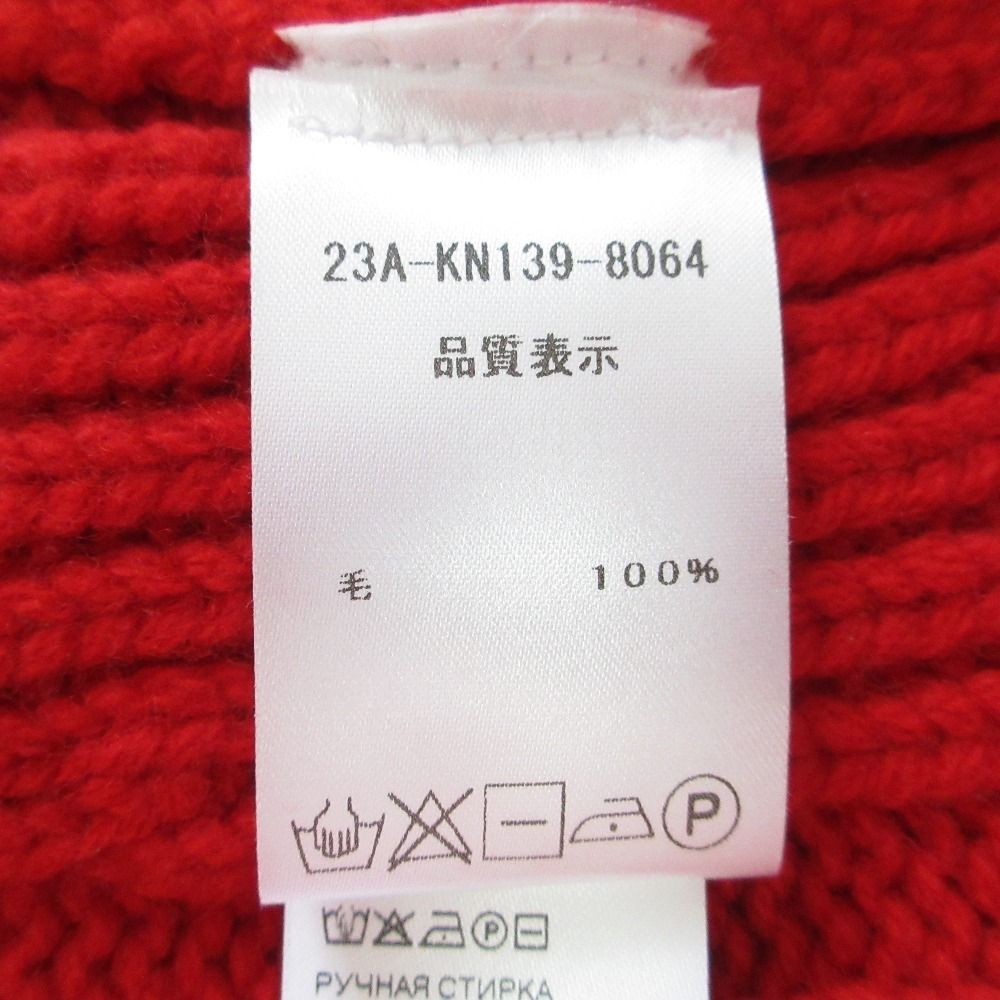 23A-KN139-8064
品質表示
毛 100%
P
P
РУЧНАЯ СТИРКА